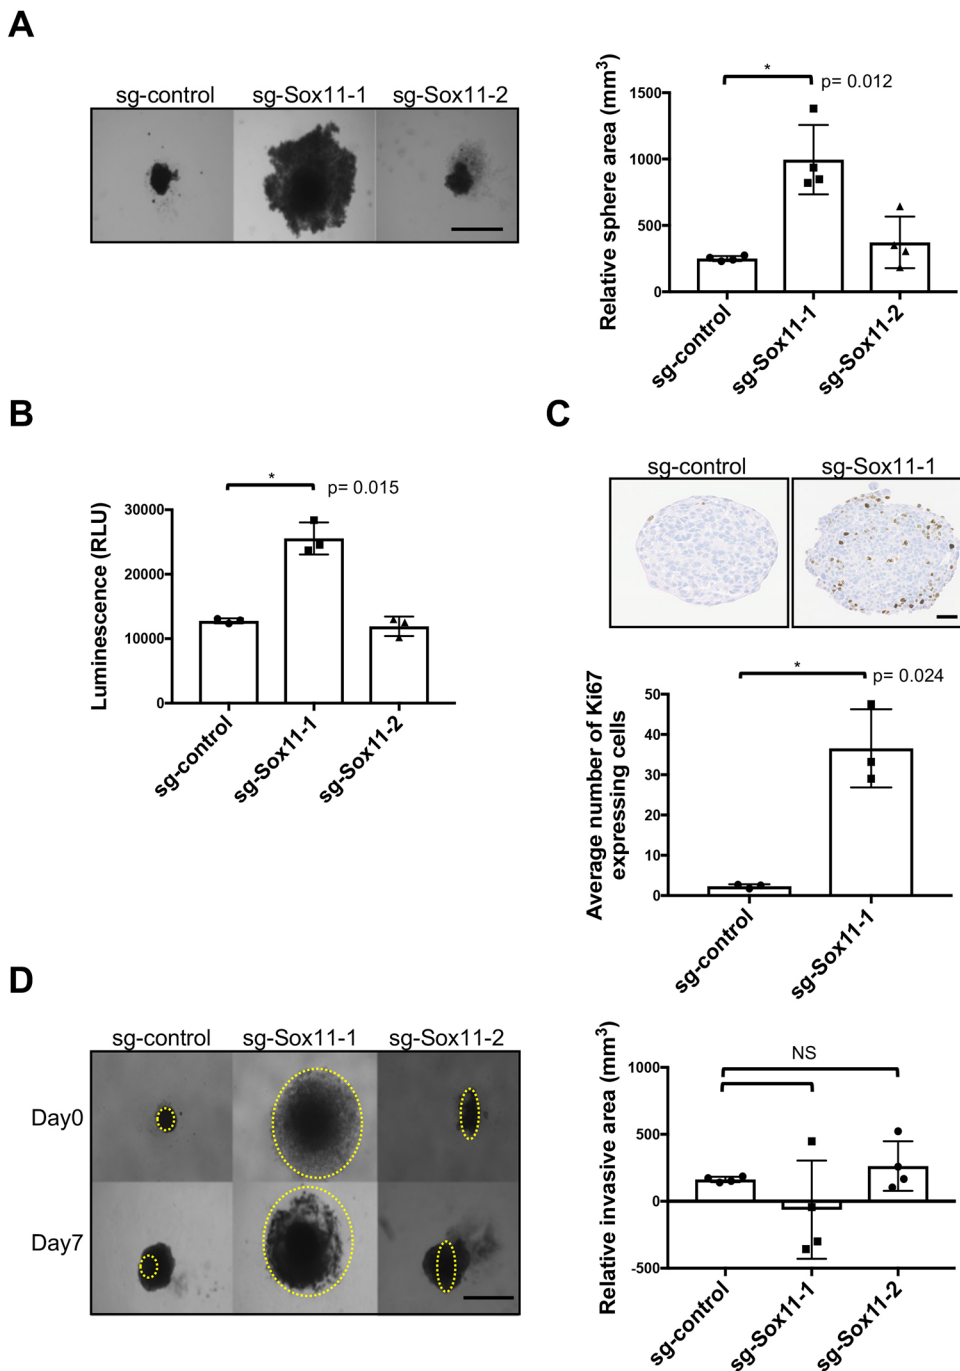 A
sg-control sg-Sox11-1 sg-Sox11-2
Relative sphere area (mm³)
1500
1000
500
0
*
p= 0.012
sg-control
sg-Sox11-1
sg-Sox11-2
B
Luminescence (RLU)
30000
20000
10000
0
*
p= 0.015
sg-control
sg-Sox11-1
sg-Sox11-2
C
sg-control sg-Sox11-1
Average number of Ki67
expressing cells
50
40
30
20
10
0
*
p= 0.024
sg-control
sg-Sox11-1
D
sg-control sg-Sox11-1 sg-Sox11-2
Day0
Day7
Relative invasive area (mm³)
1000
500
0
-500
NS
sg-control
sg-Sox11-1
sg-Sox11-2